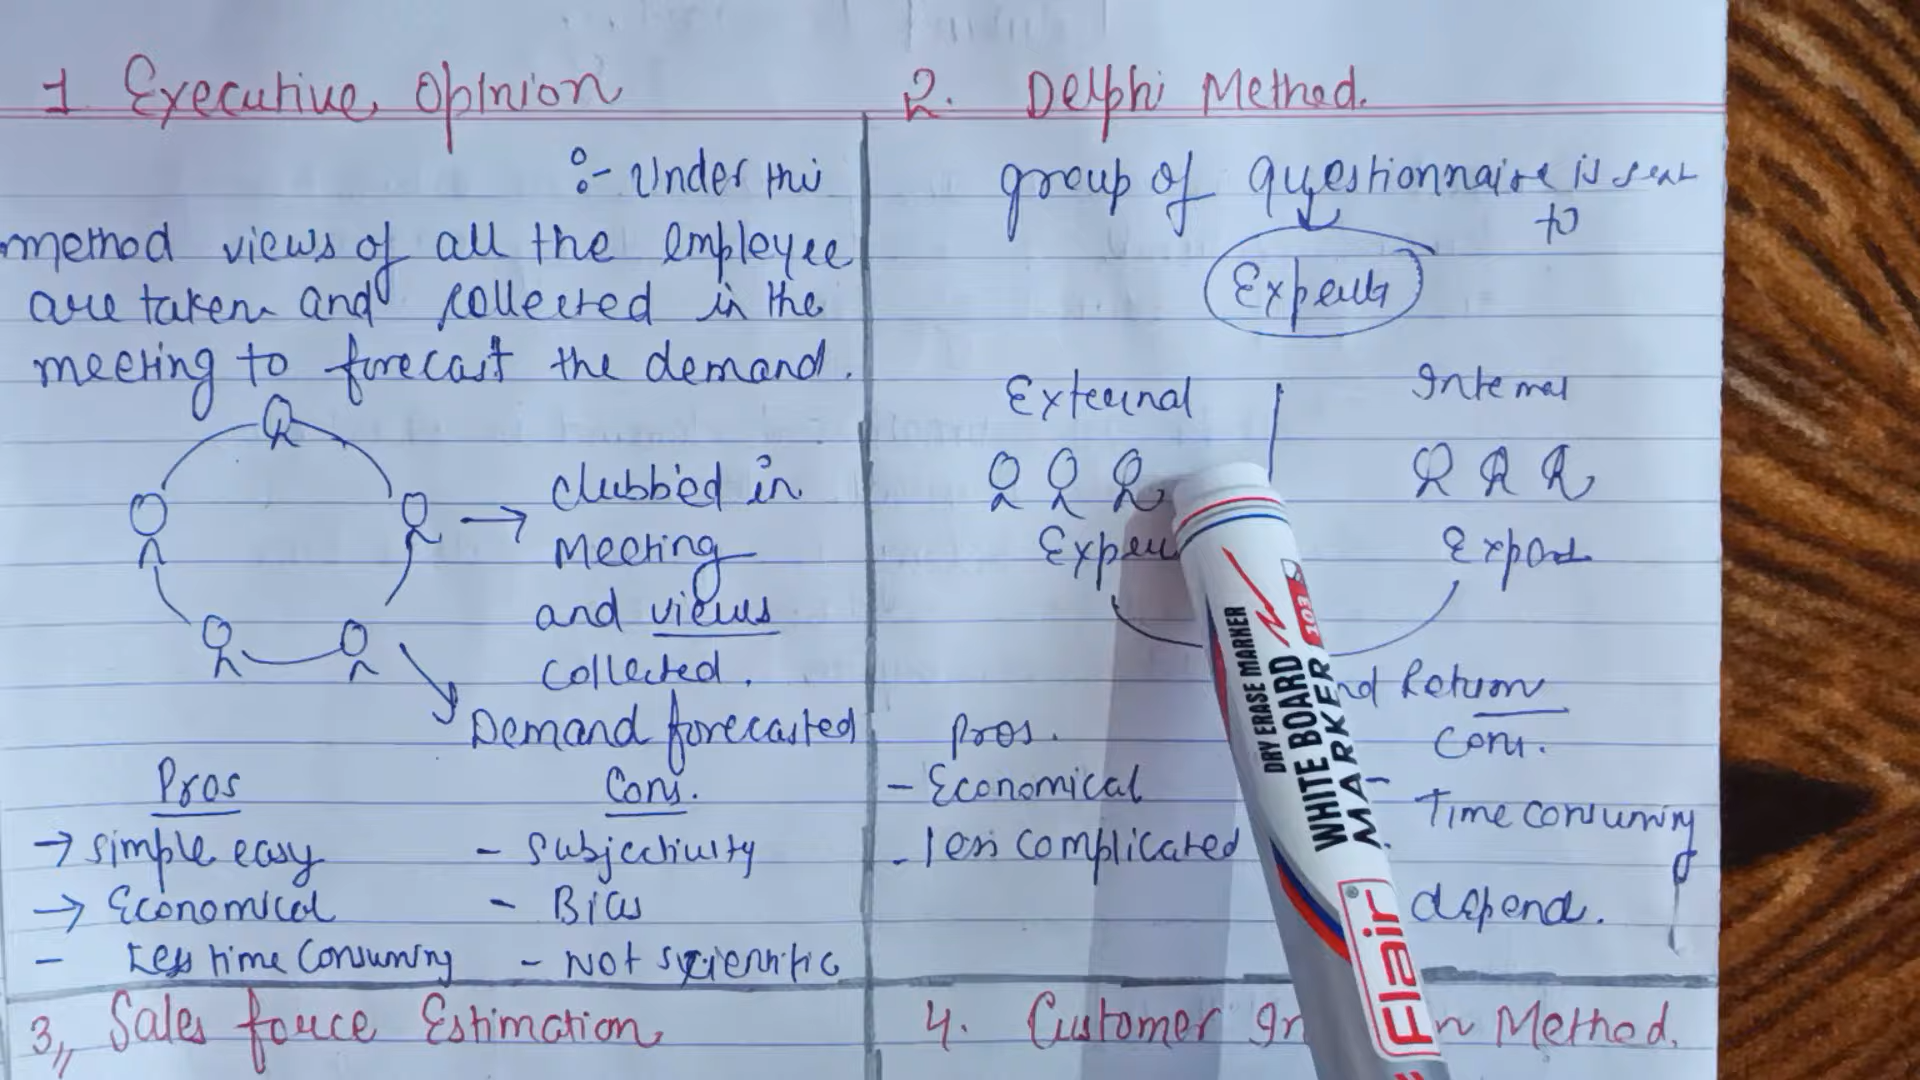 1 Executive Opinion
:- Under this
method views of all the employee
are taken and collected in the
meeting to forecast the demand.
clubbed in
Meeting
and views
collected.
Demand forecasted
Pros
Cons.
→ simple easy
- subjectivity
→ Economical
- Bias
- Less time consuming
- Not scientific
2. Delphi Method.
group of questionnaire is sent
to
Experts
External
Internal
Expert
Return
Pros.
Cons.
- Economical
- Time consuming
- less complicated
depend.
3,, Sales force Estimation
4. Customer Method.
DRY ERASE MARKER
WHITE BOARD
MARKER
103
Flair